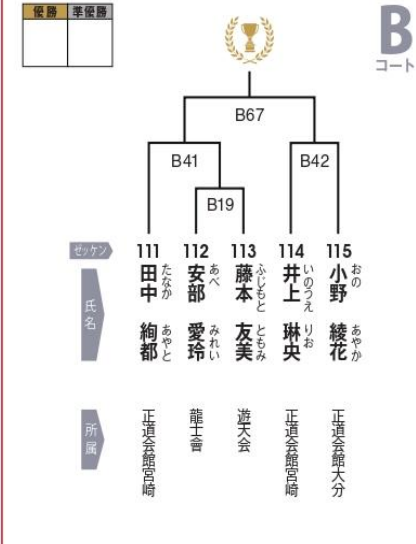 優勝 準優勝
B
コート
B67
B41 B42
B19
ゼッケン 111 112 113 114 115
氏名
田中 絢都
たなか あやと
安部 愛玲
あべ みれい
藤本 友美
ふじもと ともみ
井上 琳央
いのうえ りお
小野 綾花
おの あやか
所属
正道会館宮崎
龍士會
遊天会
正道会館宮崎
正道会館大分